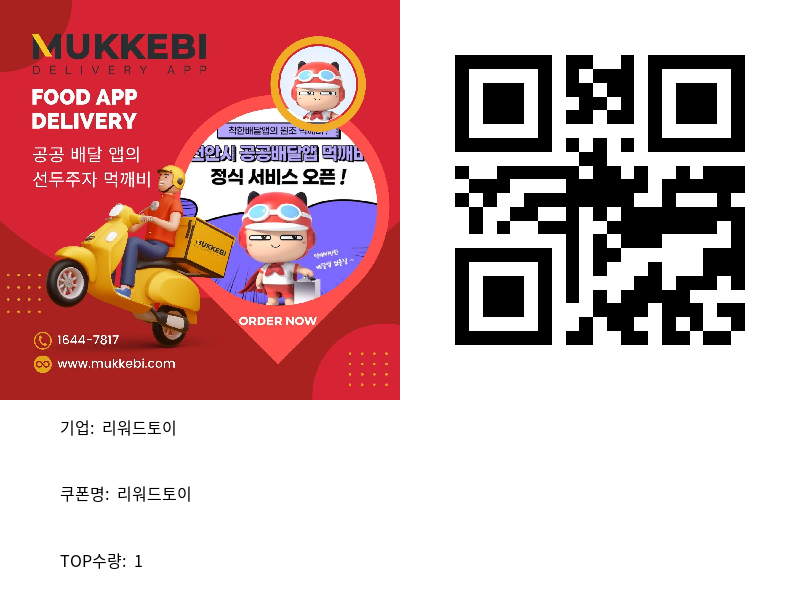 MUKKEBI
DELIVERY APP
FOOD APP
DELIVERY
공공 배달 앱의
선두주자 먹깨비
착한배달앱의 원조 먹깨비!
천안시 공공배달앱 먹깨비
정식 서비스 오픈 !
MUKKEBI
ORDER NOW
1644-7817
www.mukkebi.com
기업: 리워드토이
쿠폰명: 리워드토이
TOP수량: 1